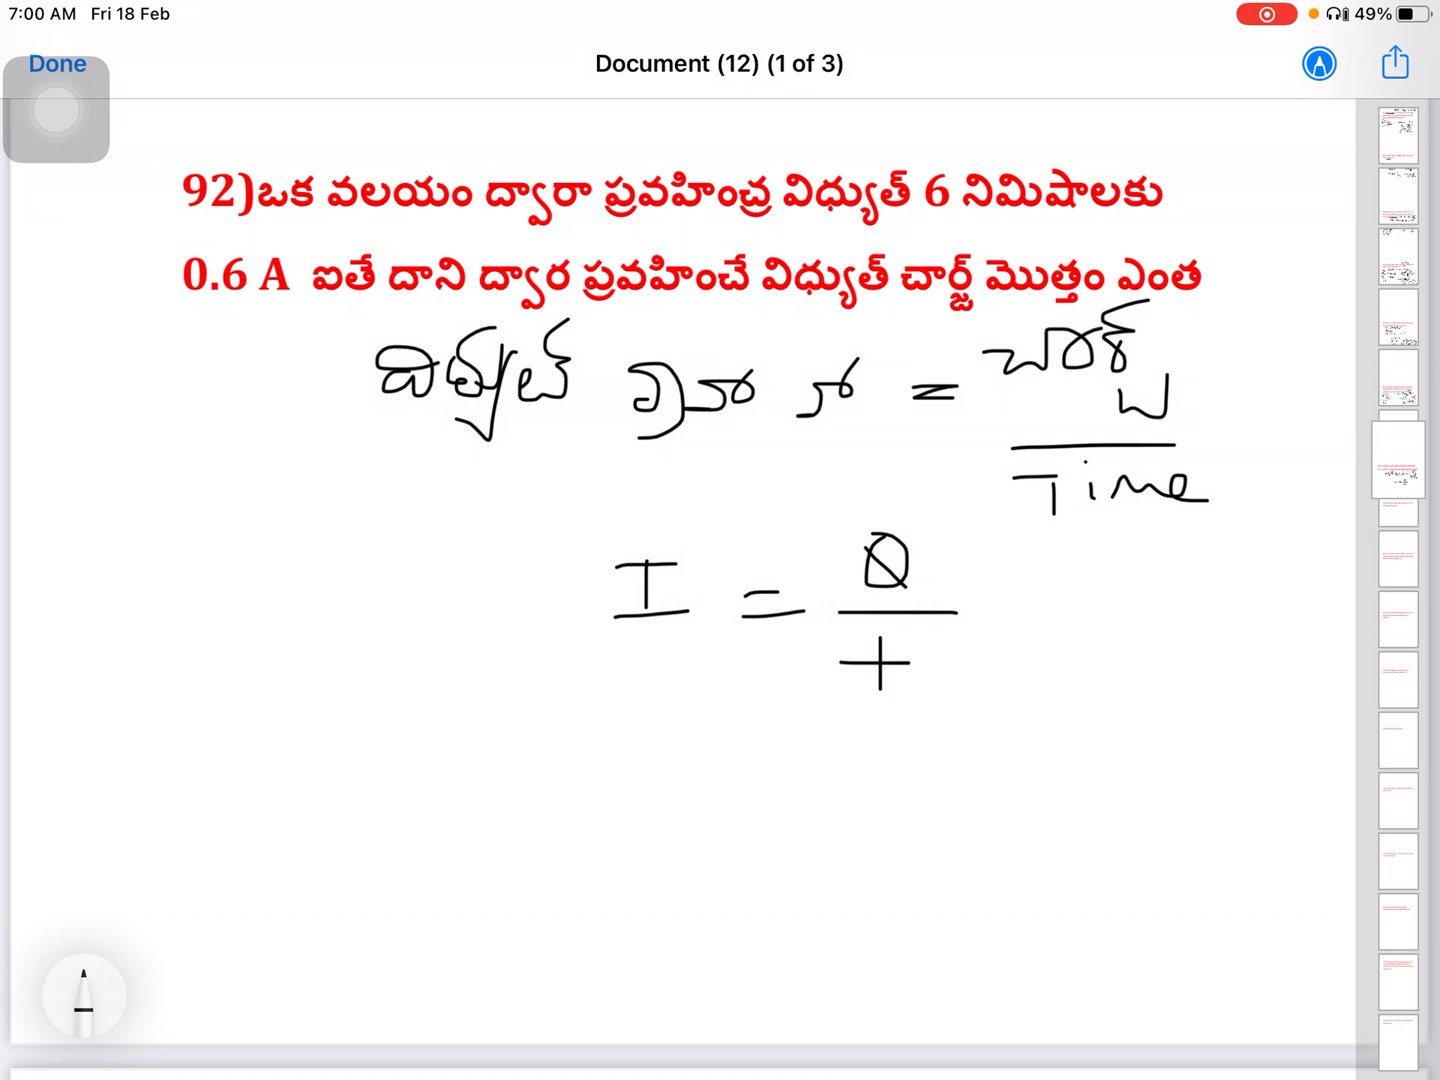 7:00 AM Fri 18 Feb
49%
Done
Document (12) (1 of 3)
92)ఒక వలయం ద్వారా ప్రవహించ్ర విధ్యుత్ 6 నిమిషాలకు
0.6 A ఐతే దాని ద్వార ప్రవహించే విధ్యుత్ చార్జ్ మొత్తం ఎంత
విద్యుత్ = చార్జ్
Time
I = Q
t